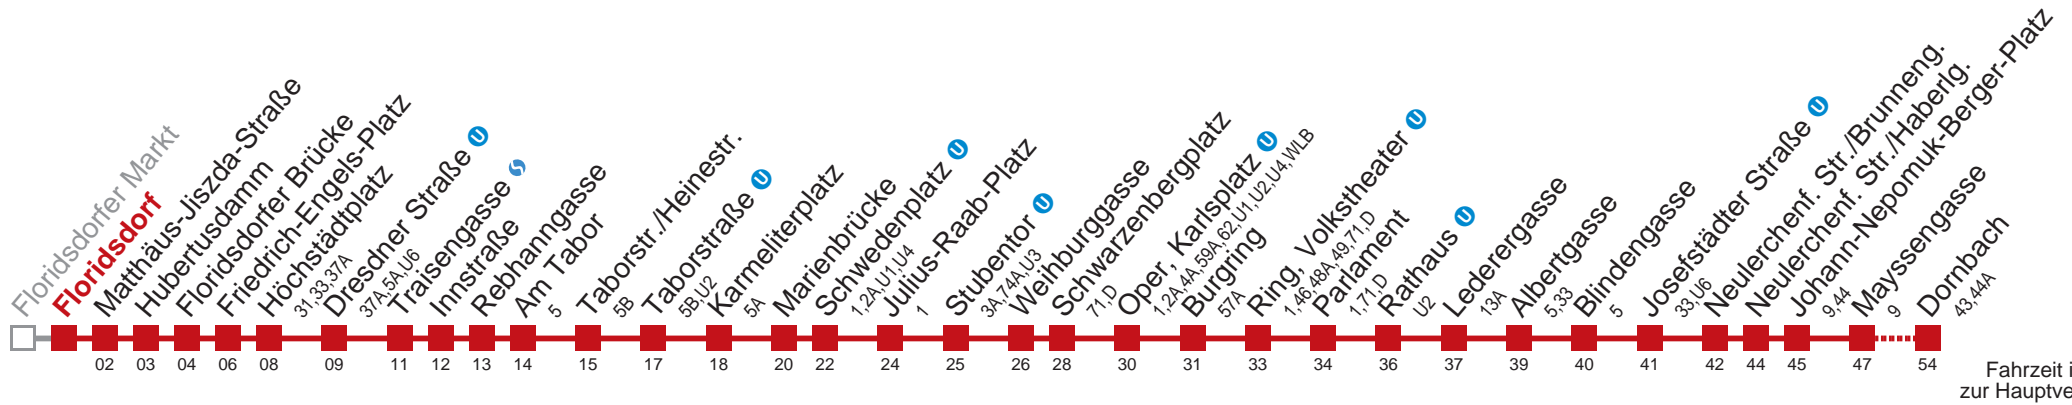 Floridsdorfer Markt
Floridsdorf
Matthäus-Jiszda-Straße
02
Hubertusdamm
03
Floridsdorfer Brücke
04
Friedrich-Engels-Platz
06
Höchstädtplatz
31,33,37A
08
Dresdner Straße U
37A,5A,U6
09
Traisengasse S
11
Innstraße
12
Rebhanngasse
13
Am Tabor
5
14
Taborstr./Heinestr.
5B
15
Taborstraße U
5B,U2
17
Karmeliterplatz
5A
18
Marienbrücke
20
Schwedenplatz U
1,2A,U1,U4
22
Julius-Raab-Platz
1
24
Stubentor U
3A,74A,U3
25
Weihburggasse
26
Schwarzenbergplatz
71,D
28
Oper, Karlsplatz U
1,2A,4A,59A,62,U1,U2,U4,WLB
30
Burgring
57A
31
Ring, Volkstheater U
1,46,48A,49,71,D
33
Parlament
1,71,D
34
Rathaus U
U2
36
Lederergasse
13A
37
Albertgasse
5,33
39
Blindengasse
5
40
Josefstädter Straße U
33,U6
41
Neulerchenf. Str./Brunneng.
42
Neulerchenf. Str./Haberlg.
44
Johann-Nepomuk-Berger-Platz
9,44
45
Mayssengasse
9
47
Dornbach
43,44A
54
Fahrzeit i
zur Hauptve